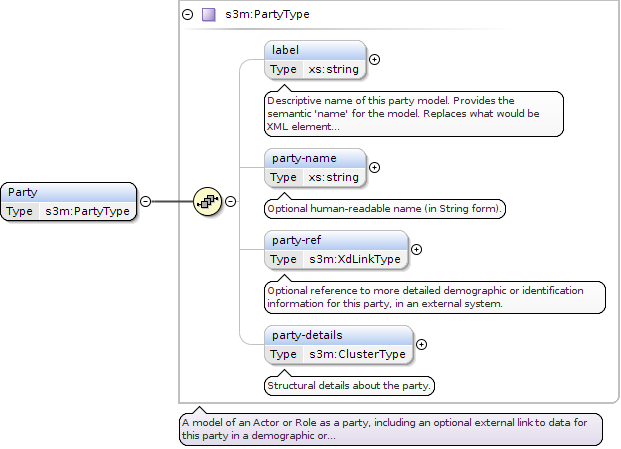 s3m:PartyType
label
Type xs:string
Descriptive name of this party model. Provides the
semantic 'name' for the model. Replaces what would be
XML element...
party-name
Type xs:string
Optional human-readable name (in String form).
Party
Type s3m:PartyType
party-ref
Type s3m:XdLinkType
Optional reference to more detailed demographic or identification
information for this party, in an external system.
party-details
Type s3m:ClusterType
Structural details about the party.
A model of an Actor or Role as a party, including an optional external link to data for
this party in a demographic or...